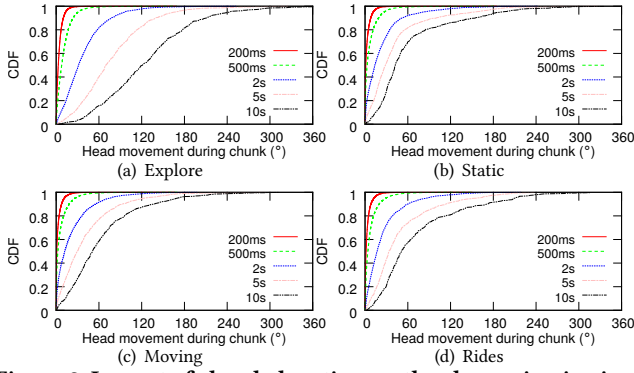 1
0.8
0.6
0.4
0.2
0
CDF
200ms
500ms
2s
5s
10s
0 60 120 180 240 300 360
Head movement during chunk (°)
(a) Explore
1
0.8
0.6
0.4
0.2
0
CDF
200ms
500ms
2s
5s
10s
0 60 120 180 240 300 360
Head movement during chunk (°)
(b) Static
1
0.8
0.6
0.4
0.2
0
CDF
200ms
500ms
2s
5s
10s
0 60 120 180 240 300 360
Head movement during chunk (°)
(c) Moving
1
0.8
0.6
0.4
0.2
0
CDF
200ms
500ms
2s
5s
10s
0 60 120 180 240 300 360
Head movement during chunk (°)
(d) Rides